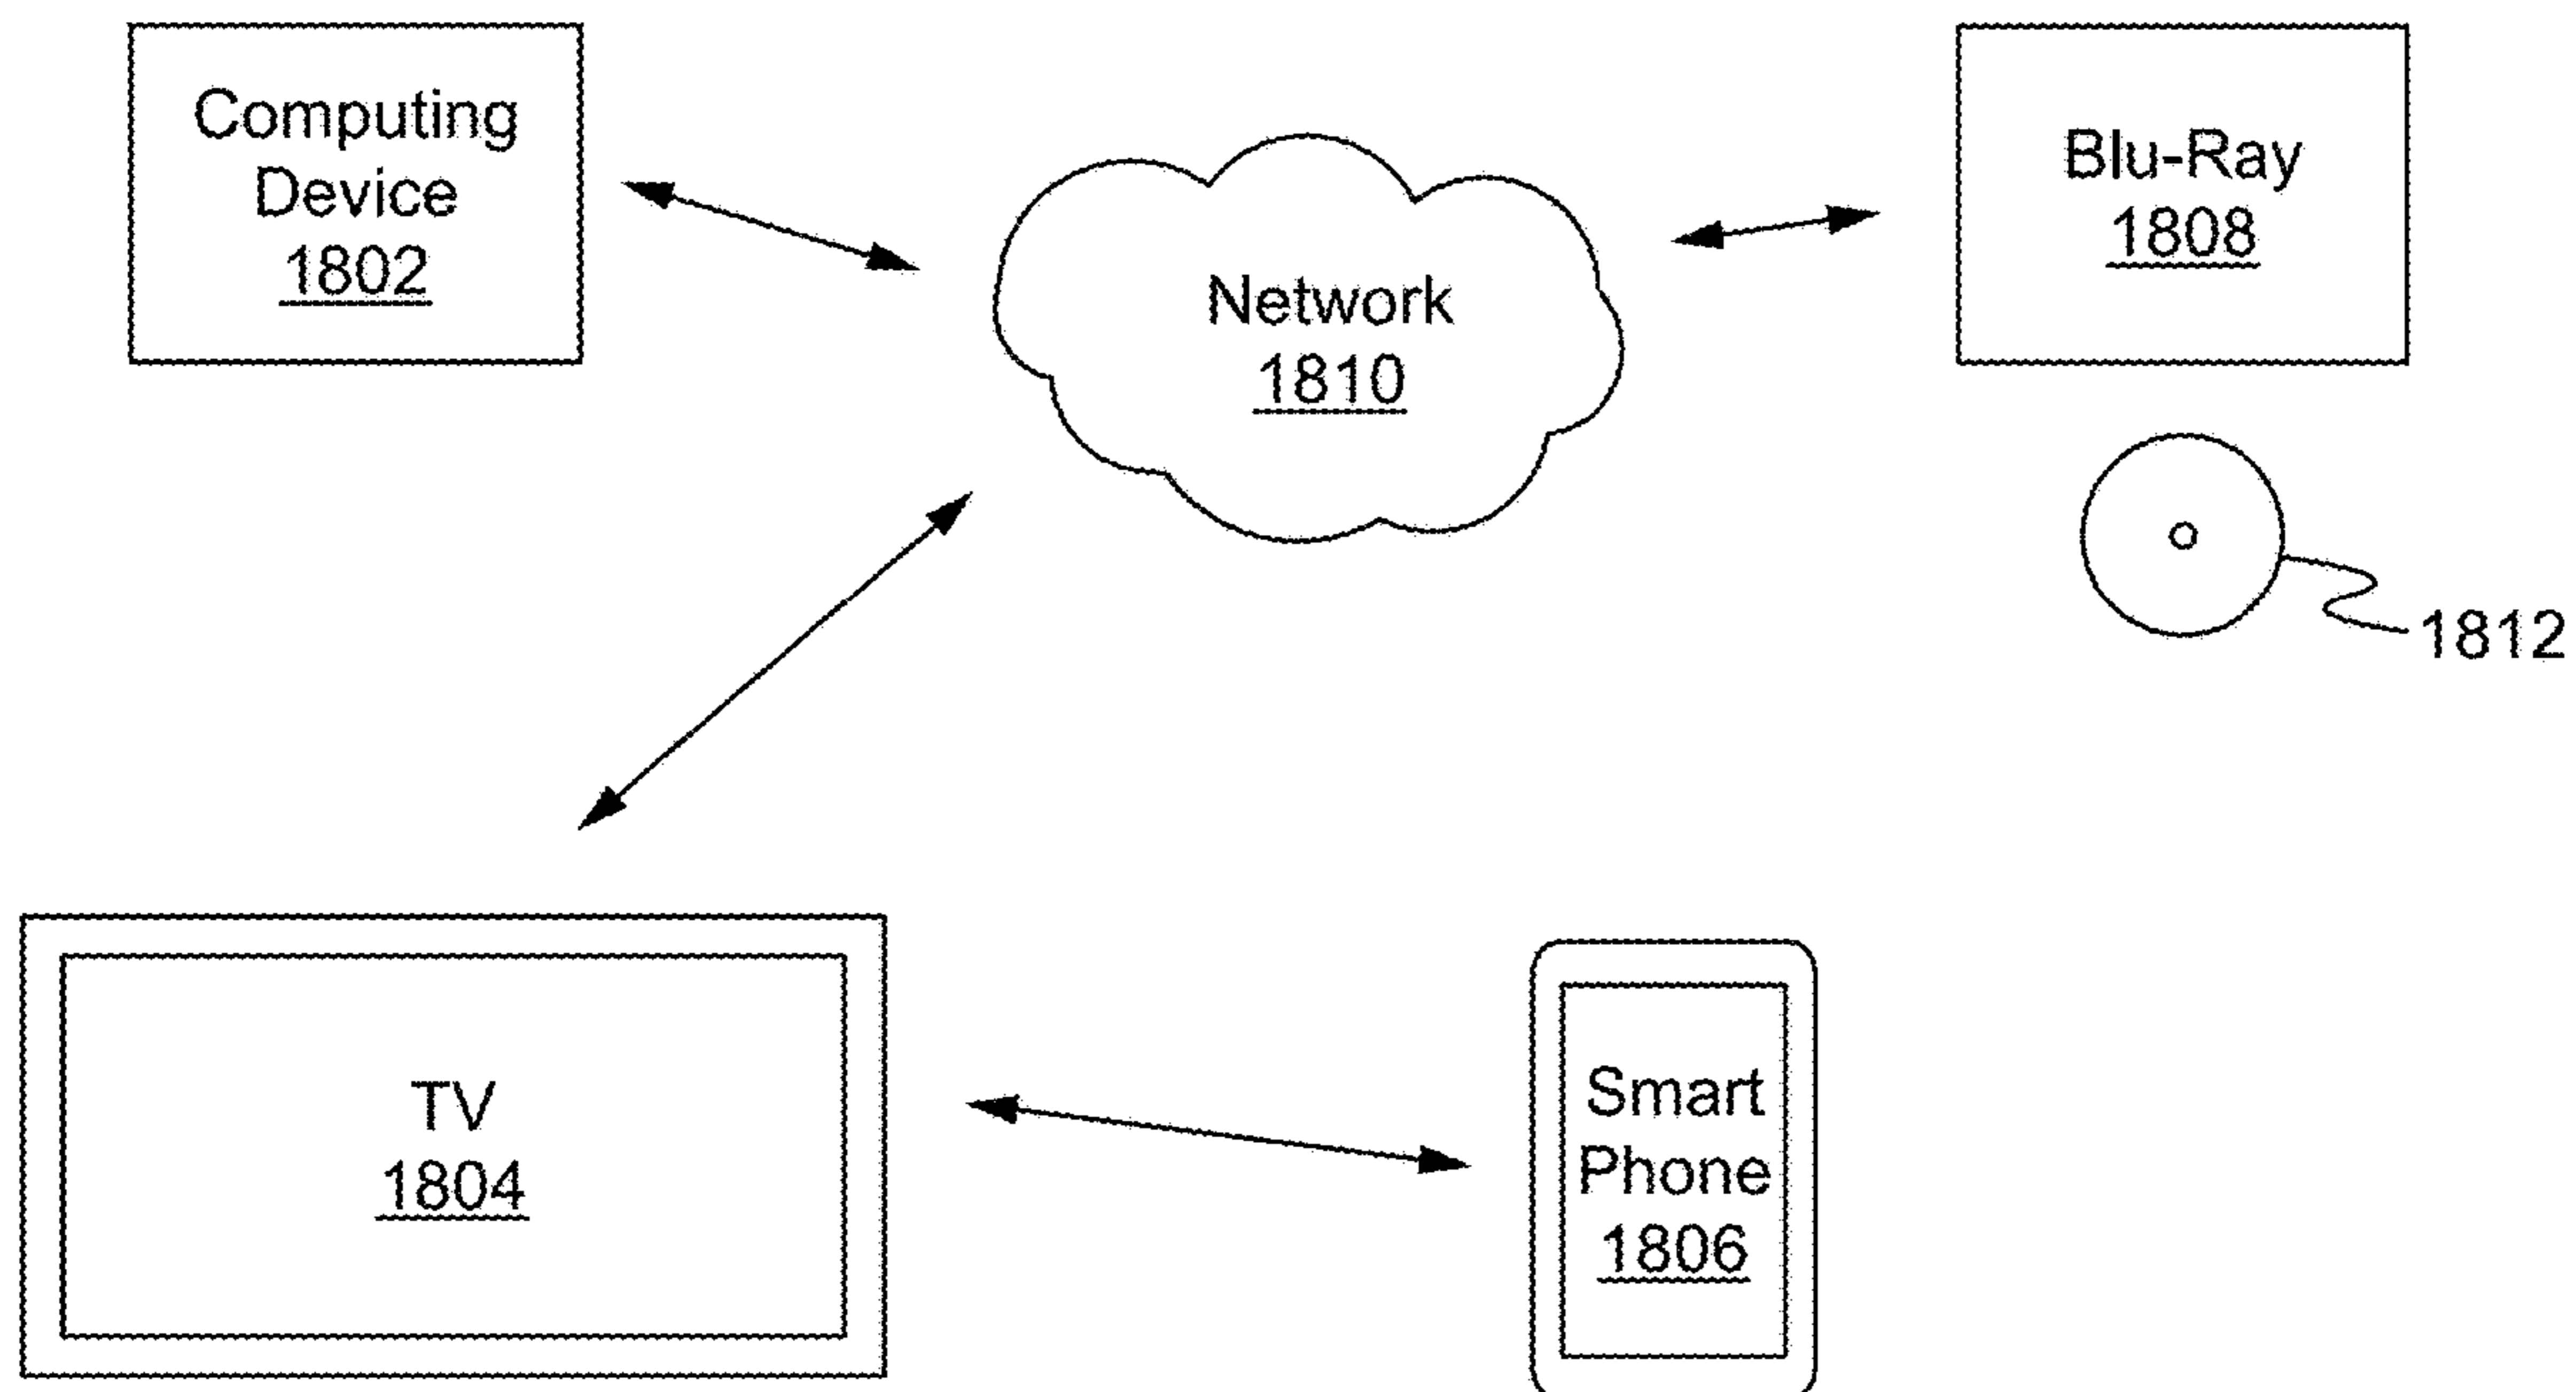 Computing
Device
1802
Network
1810
Blu-Ray
1808
1812
TV
1804
Smart
Phone
1806